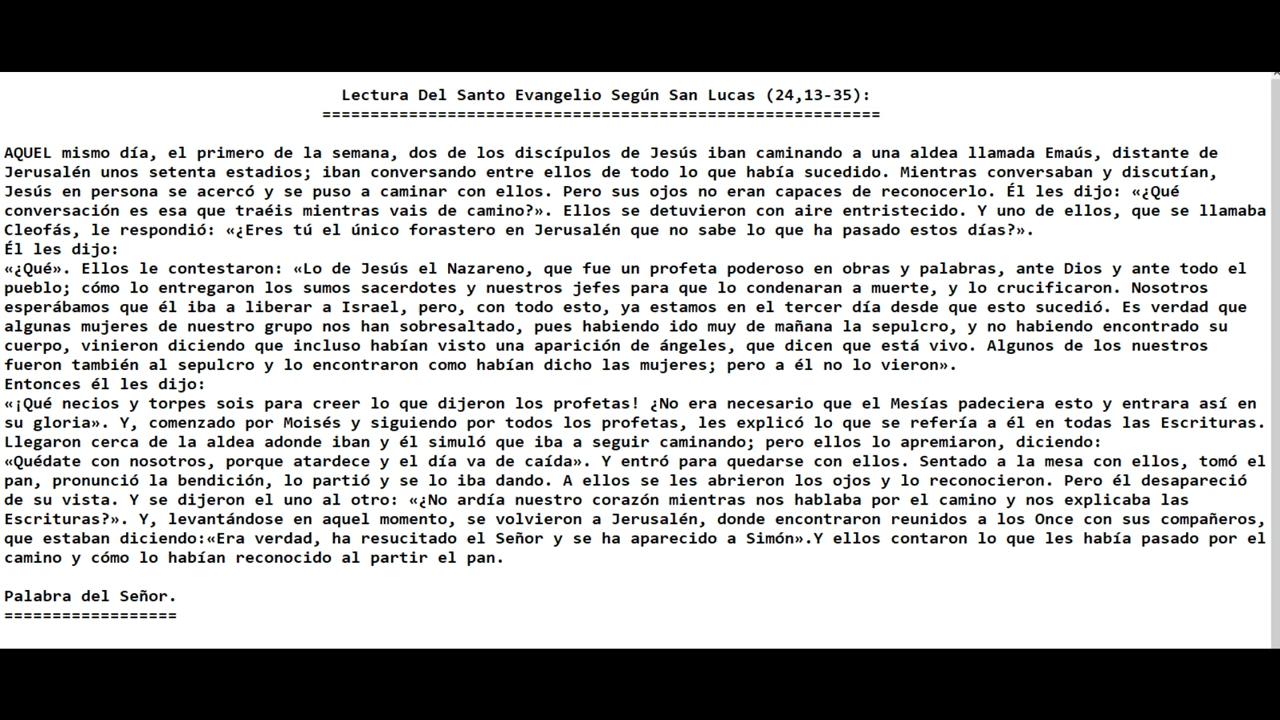 Lectura Del Santo Evangelio Según San Lucas (24,13-35):
==========================================================
AQUEL mismo día, el primero de la semana, dos de los discípulos de Jesús iban caminando a una aldea llamada Emaús, distante de
Jerusalén unos setenta estadios; iban conversando entre ellos de todo lo que había sucedido. Mientras conversaban y discutían,
Jesús en persona se acercó y se puso a caminar con ellos. Pero sus ojos no eran capaces de reconocerlo. Él les dijo: «¿Qué
conversación es esa que traéis mientras vais de camino?». Ellos se detuvieron con aire entristecido. Y uno de ellos, que se llamaba
Cleofás, le respondió: «¿Eres tú el único forastero en Jerusalén que no sabe lo que ha pasado estos días?».
Él les dijo:
«¿Qué». Ellos le contestaron: «Lo de Jesús el Nazareno, que fue un profeta poderoso en obras y palabras, ante Dios y ante todo el
pueblo; cómo lo entregaron los sumos sacerdotes y nuestros jefes para que lo condenaran a muerte, y lo crucificaron. Nosotros
esperábamos que él iba a liberar a Israel, pero, con todo esto, ya estamos en el tercer día desde que esto sucedió. Es verdad que
algunas mujeres de nuestro grupo nos han sobresaltado, pues habiendo ido muy de mañana la sepulcro, y no habiendo encontrado su
cuerpo, vinieron diciendo que incluso habían visto una aparición de ángeles, que dicen que está vivo. Algunos de los nuestros
fueron también al sepulcro y lo encontraron como habían dicho las mujeres; pero a él no lo vieron».
Entonces él les dijo:
«¡Qué necios y torpes sois para creer lo que dijeron los profetas! ¿No era necesario que el Mesías padeciera esto y entrara así en
su gloria». Y, comenzado por Moisés y siguiendo por todos los profetas, les explicó lo que se refería a él en todas las Escrituras.
Llegaron cerca de la aldea adonde iban y él simuló que iba a seguir caminando; pero ellos lo apremiaron, diciendo:
«Quédate con nosotros, porque atardece y el día va de caída». Y entró para quedarse con ellos. Sentado a la mesa con ellos, tomó el
pan, pronunció la bendición, lo partió y se lo iba dando. A ellos se les abrieron los ojos y lo reconocieron. Pero él desapareció
de su vista. Y se dijeron el uno al otro: «¿No ardía nuestro corazón mientras nos hablaba por el camino y nos explicaba las
Escrituras?». Y, levantándose en aquel momento, se volvieron a Jerusalén, donde encontraron reunidos a los Once con sus compañeros,
que estaban diciendo:«Era verdad, ha resucitado el Señor y se ha aparecido a Simón».Y ellos contaron lo que les había pasado por el
camino y cómo lo habían reconocido al partir el pan.
Palabra del Señor.
==================